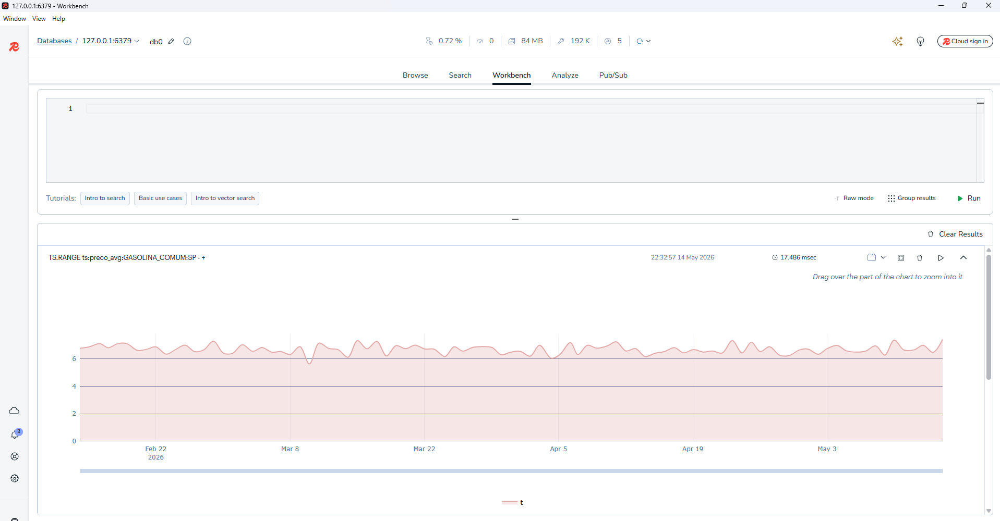 127.0.0.1:6379 - Workbench
Window View Help
Databases / 127.0.0.1:6379 db0 0.72 % 0 84 MB 192 K 5 Cloud sign in
Browse Search Workbench Analyze Pub/Sub
1
Tutorials: Intro to search Basic use cases Intro to vector search -r Raw mode Group results Run
Clear Results
TS.RANGE ts:preco_avg:GASOLINA_COMUM:SP - + 22:32:57 14 May 2026 17.486 msec
Drag over the part of the chart to zoom into it
6
4
2
0
Feb 22 Mar 8 Mar 22 Apr 5 Apr 19 May 3
2026
3
t